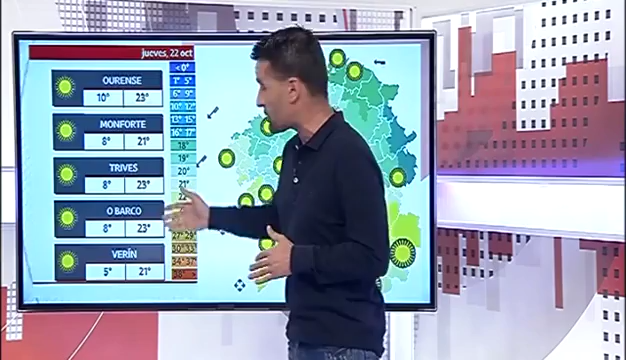 jueves, 22 oct
OURENSE
10° 23°
MONFORTE
8° 21°
TRIVES
8° 23°
O BARCO
8° 23°
VERÍN
5° 21°
< 0°
1° 5°
6° 9°
10° 12°
13° 15°
16° 17°
18°
19°
20°
21°